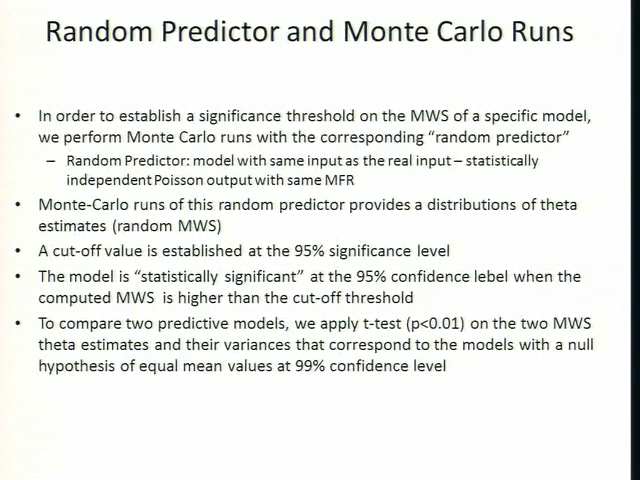 Random Predictor and Monte Carlo Runs
• In order to establish a significance threshold on the MWS of a specific model,
we perform Monte Carlo runs with the corresponding “random predictor”
– Random Predictor: model with same input as the real input – statistically
independent Poisson output with same MFR
• Monte-Carlo runs of this random predictor provides a distributions of theta
estimates (random MWS)
• A cut-off value is established at the 95% significance level
• The model is “statistically significant” at the 95% confidence lebel when the
computed MWS is higher than the cut-off threshold
• To compare two predictive models, we apply t-test (p<0.01) on the two MWS
theta estimates and their variances that correspond to the models with a null
hypothesis of equal mean values at 99% confidence level